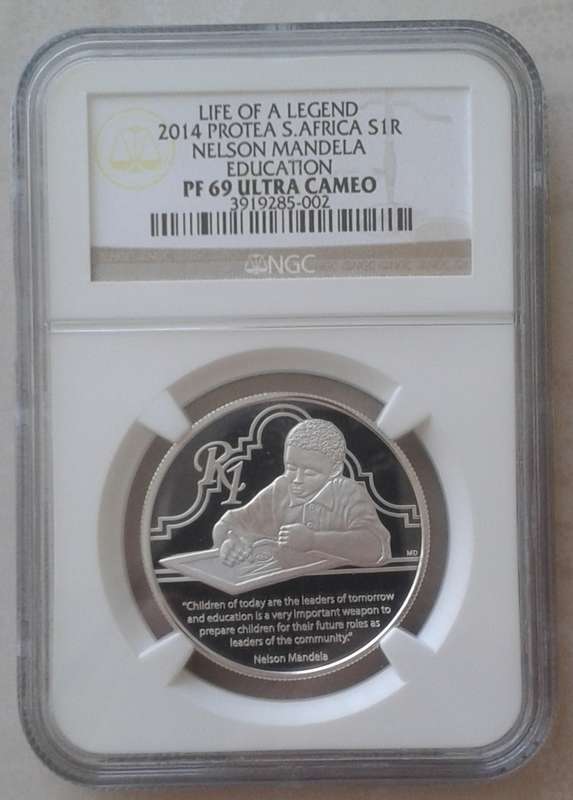 LIFE OF A LEGEND
2014 PROTEA S.AFRICA S1R
NELSON MANDELA
EDUCATION
PF 69 ULTRA CAMEO
3919285-002
NGC
R1
MD
"Children of today are the leaders of tomorrow
and education is a very important weapon to
prepare children for their future roles as
leaders of the community."
Nelson Mandela